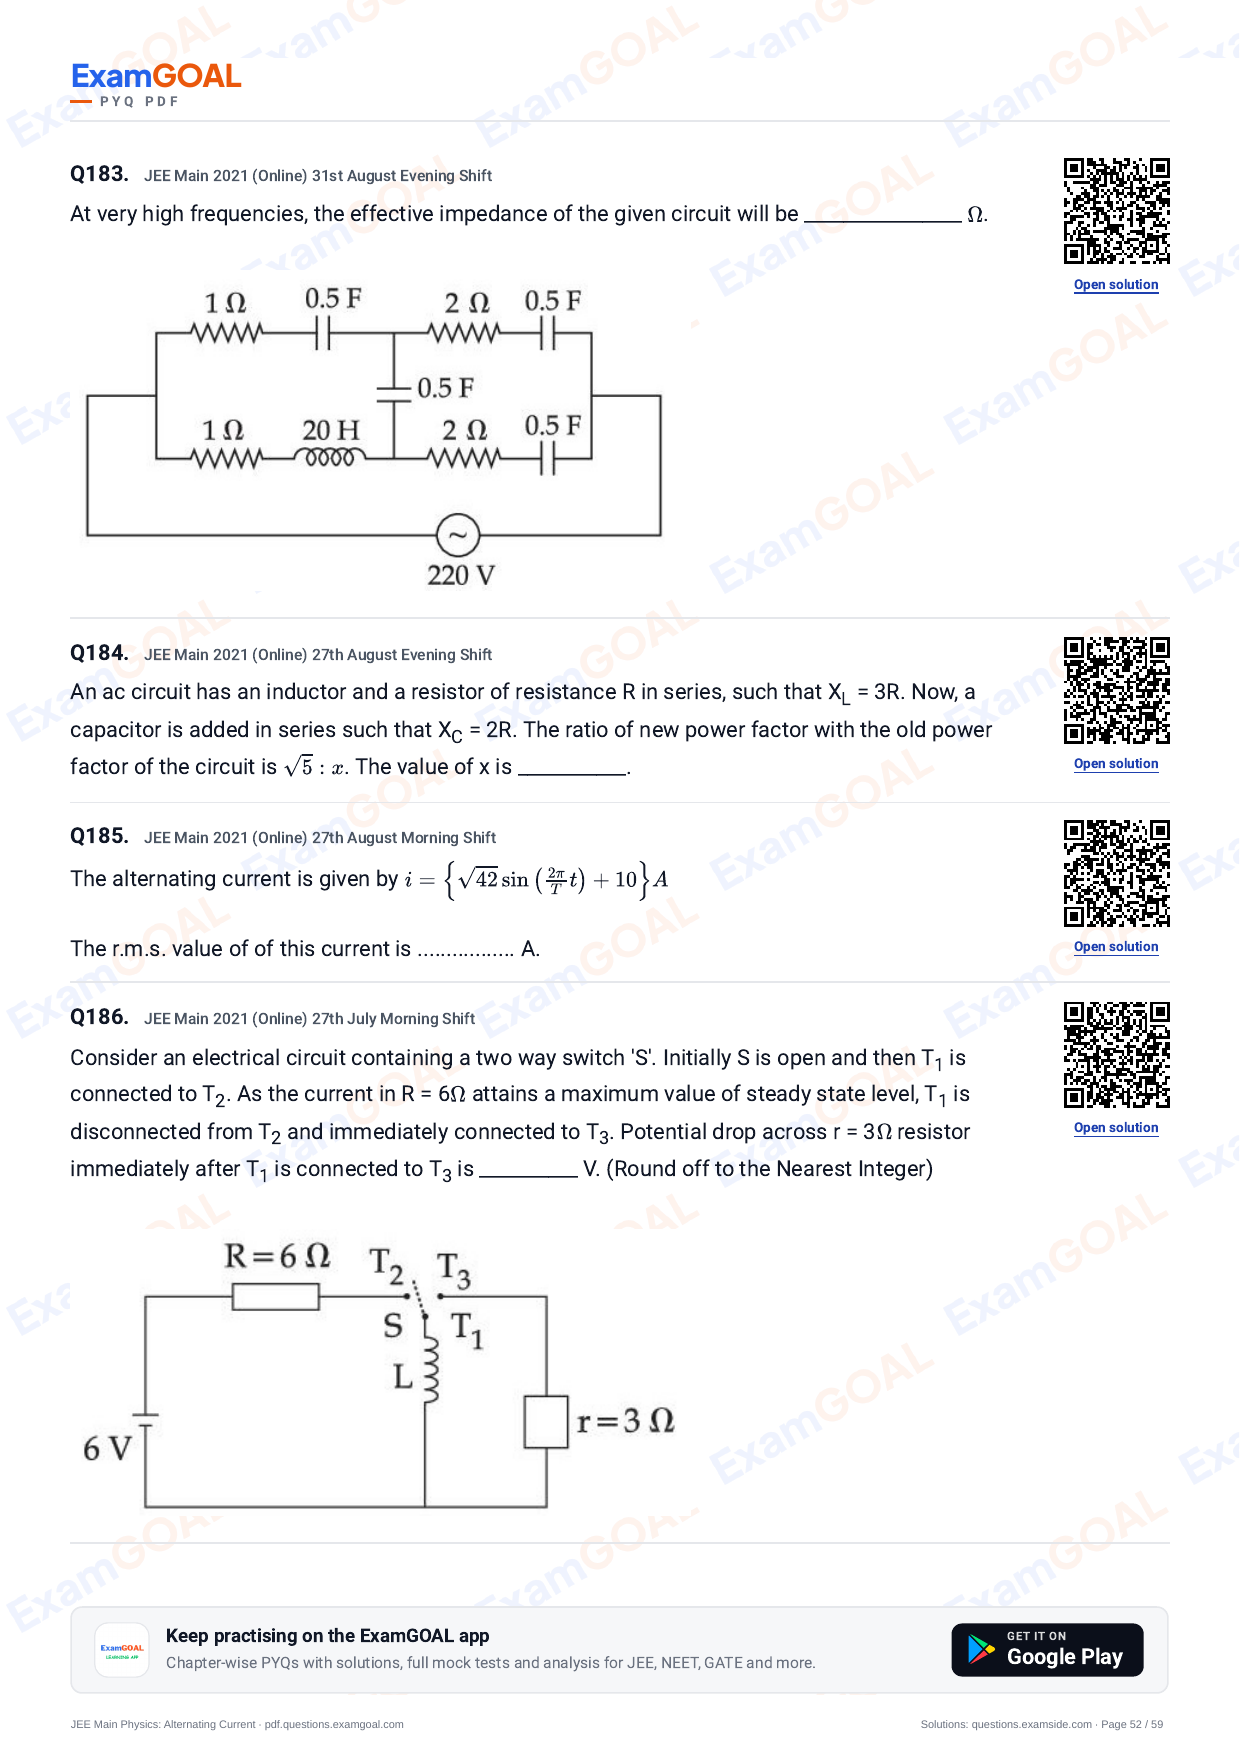 ExamGOAL
PYQ PDF
Q183. JEE Main 2021 (Online) 31st August Evening Shift
At very high frequencies, the effective impedance of the given circuit will be ______________ Ω.
Open solution
1 Ω 0.5 F 2 Ω 0.5 F
0.5 F
1 Ω 20 H 2 Ω 0.5 F
~
220 V
Q184. JEE Main 2021 (Online) 27th August Evening Shift
An ac circuit has an inductor and a resistor of resistance R in series, such that X_L = 3R. Now, a
capacitor is added in series such that X_C = 2R. The ratio of new power factor with the old power
factor of the circuit is √5 : x. The value of x is __________.
Open solution
Q185. JEE Main 2021 (Online) 27th August Morning Shift
The alternating current is given by i = {√42 sin (2π/T t) + 10} A
The r.m.s. value of of this current is ................. A.
Open solution
Q186. JEE Main 2021 (Online) 27th July Morning Shift
Consider an electrical circuit containing a two way switch 'S'. Initially S is open and then T₁ is
connected to T₂. As the current in R = 6Ω attains a maximum value of steady state level, T₁ is
disconnected from T₂ and immediately connected to T₃. Potential drop across r = 3Ω resistor
immediately after T₁ is connected to T₃ is _________ V. (Round off to the Nearest Integer)
Open solution
R = 6 Ω T₂ T₃
S T₁
L
r = 3 Ω
6 V
ExamGOAL
LEARNING APP
Keep practising on the ExamGOAL app
Chapter-wise PYQs with solutions, full mock tests and analysis for JEE, NEET, GATE and more.
GET IT ON
Google Play
JEE Main Physics: Alternating Current · pdf.questions.examgoal.com
Solutions: questions.examside.com · Page 52 / 59